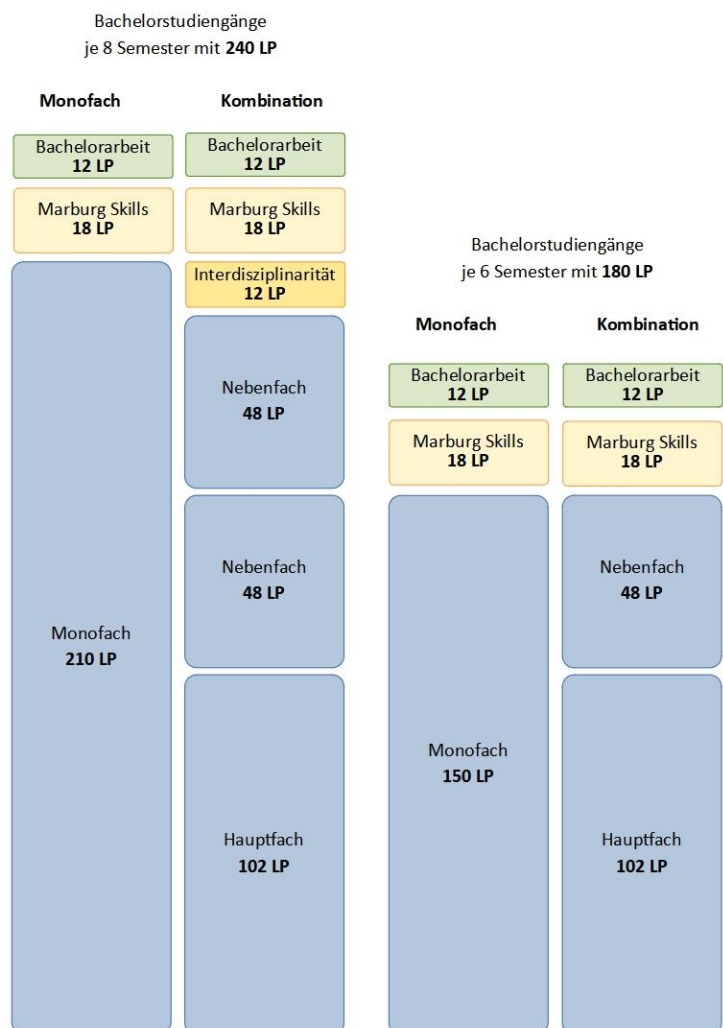 Bachelorstudiengänge
je 8 Semester mit 240 LP
Monofach
Bachelorarbeit
12 LP
Marburg Skills
18 LP
Monofach
210 LP
Kombination
Bachelorarbeit
12 LP
Marburg Skills
18 LP
Interdisziplinarität
12 LP
Nebenfach
48 LP
Nebenfach
48 LP
Hauptfach
102 LP
Bachelorstudiengänge
je 6 Semester mit 180 LP
Monofach
Bachelorarbeit
12 LP
Marburg Skills
18 LP
Monofach
150 LP
Kombination
Bachelorarbeit
12 LP
Marburg Skills
18 LP
Nebenfach
48 LP
Hauptfach
102 LP